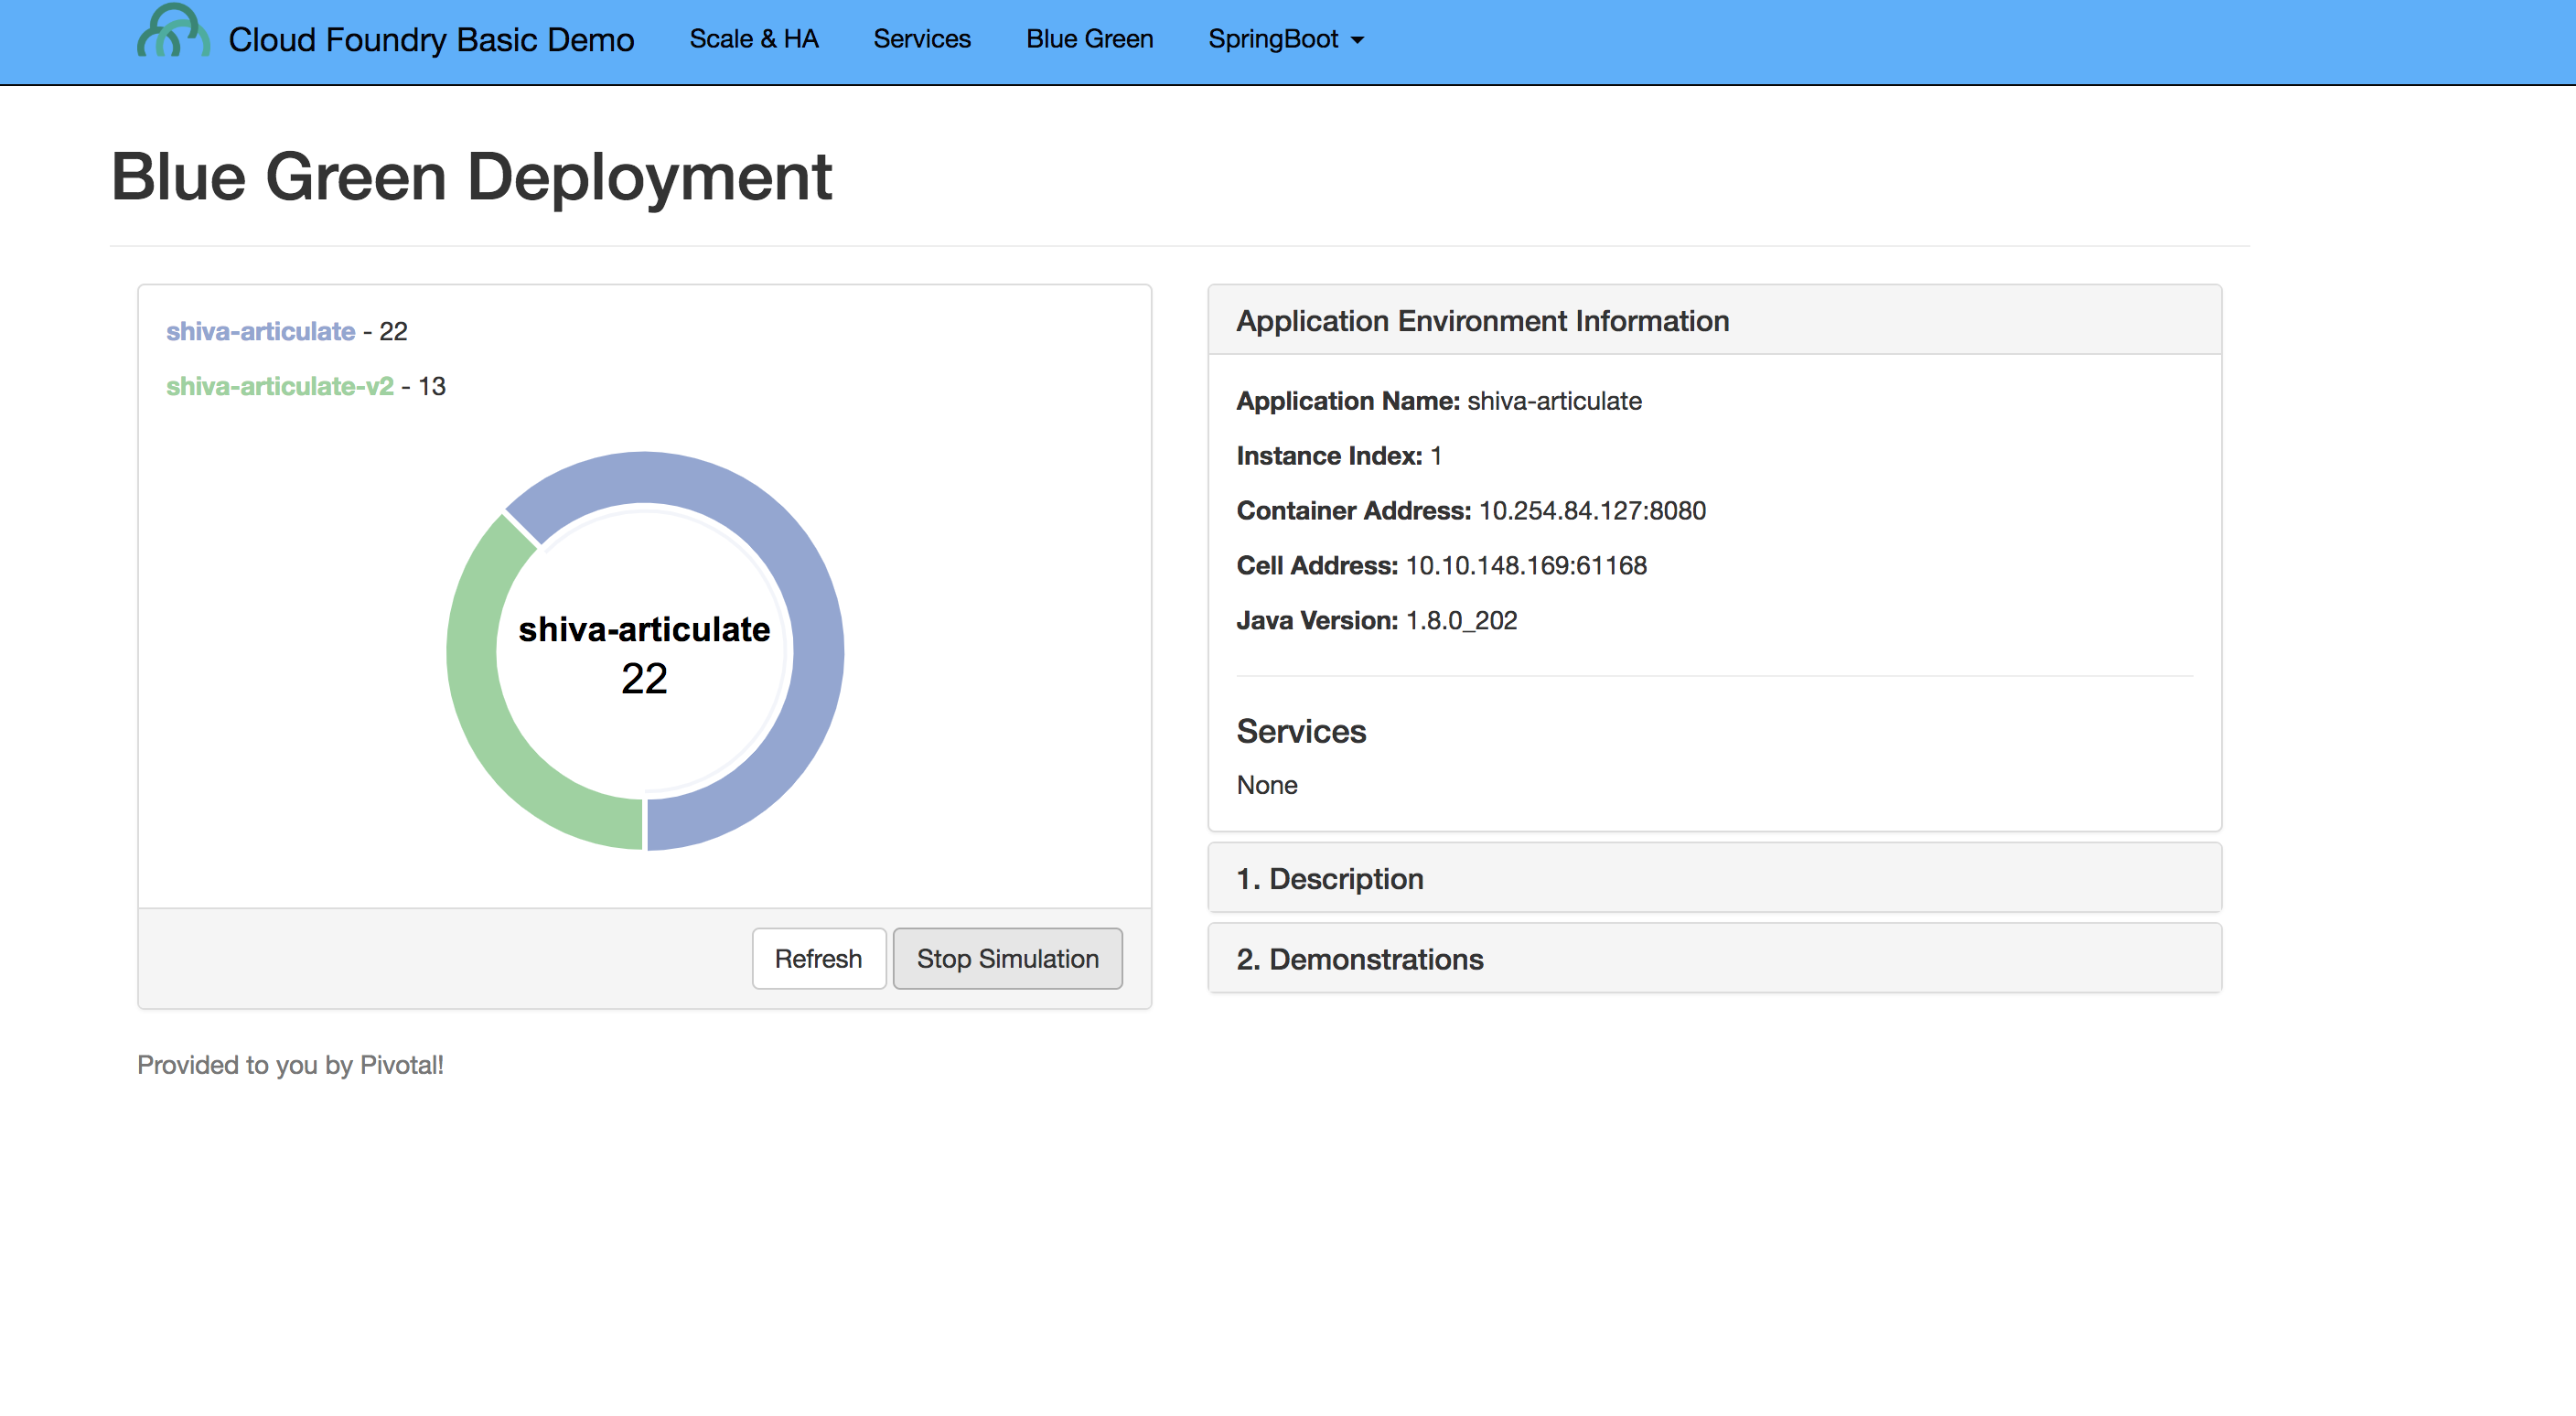 Cloud Foundry Basic Demo
Scale & HA
Services
Blue Green
SpringBoot
Blue Green Deployment
shiva-articulate - 22
shiva-articulate-v2 - 13
shiva-articulate
22
Refresh
Stop Simulation
Application Environment Information
Application Name: shiva-articulate
Instance Index: 1
Container Address: 10.254.84.127:8080
Cell Address: 10.10.148.169:61168
Java Version: 1.8.0_202
Services
None
1. Description
2. Demonstrations
Provided to you by Pivotal!